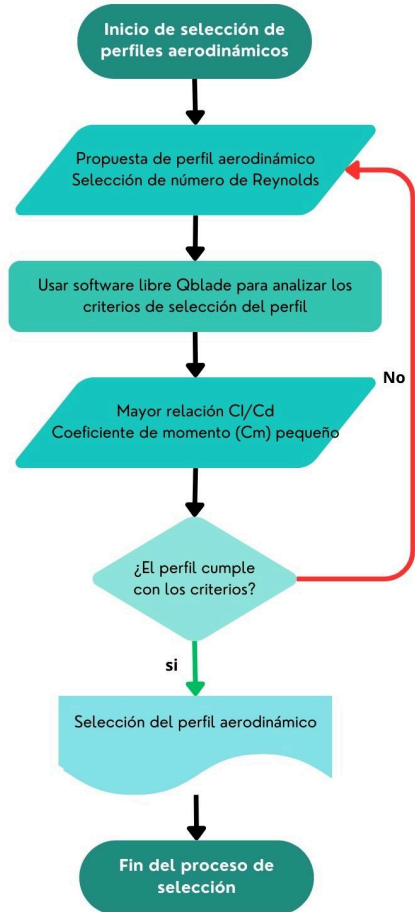 Inicio de selección de
perfiles aerodinámicos
Propuesta de perfil aerodinámico
Selección de número de Reynolds
Usar software libre Qblade para analizar los
criterios de selección del perfil
No
Mayor relación Cl/Cd
Coeficiente de momento (Cm) pequeño
¿El perfil cumple
con los criterios?
si
Selección del perfil aerodinámico
Fin del proceso de
selección